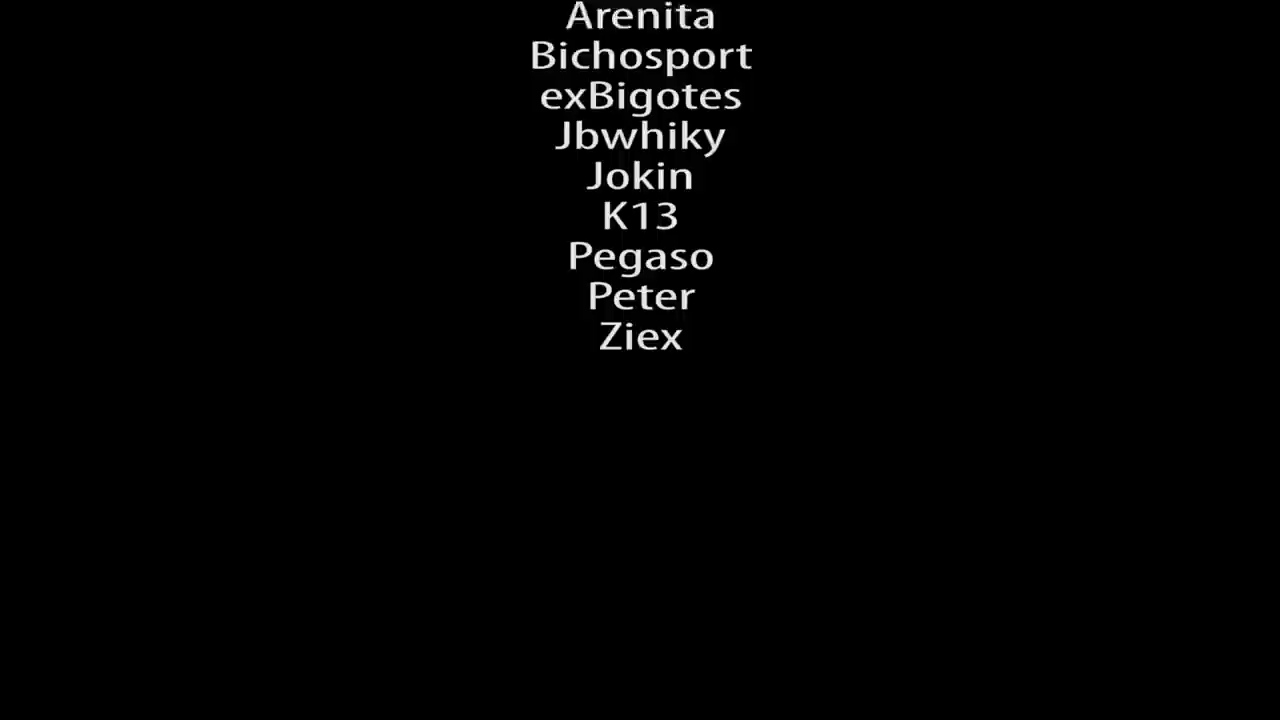 Arenita
Bichosport
exBigotes
Jbwhiky
Jokin
K13
Pegaso
Peter
Ziex